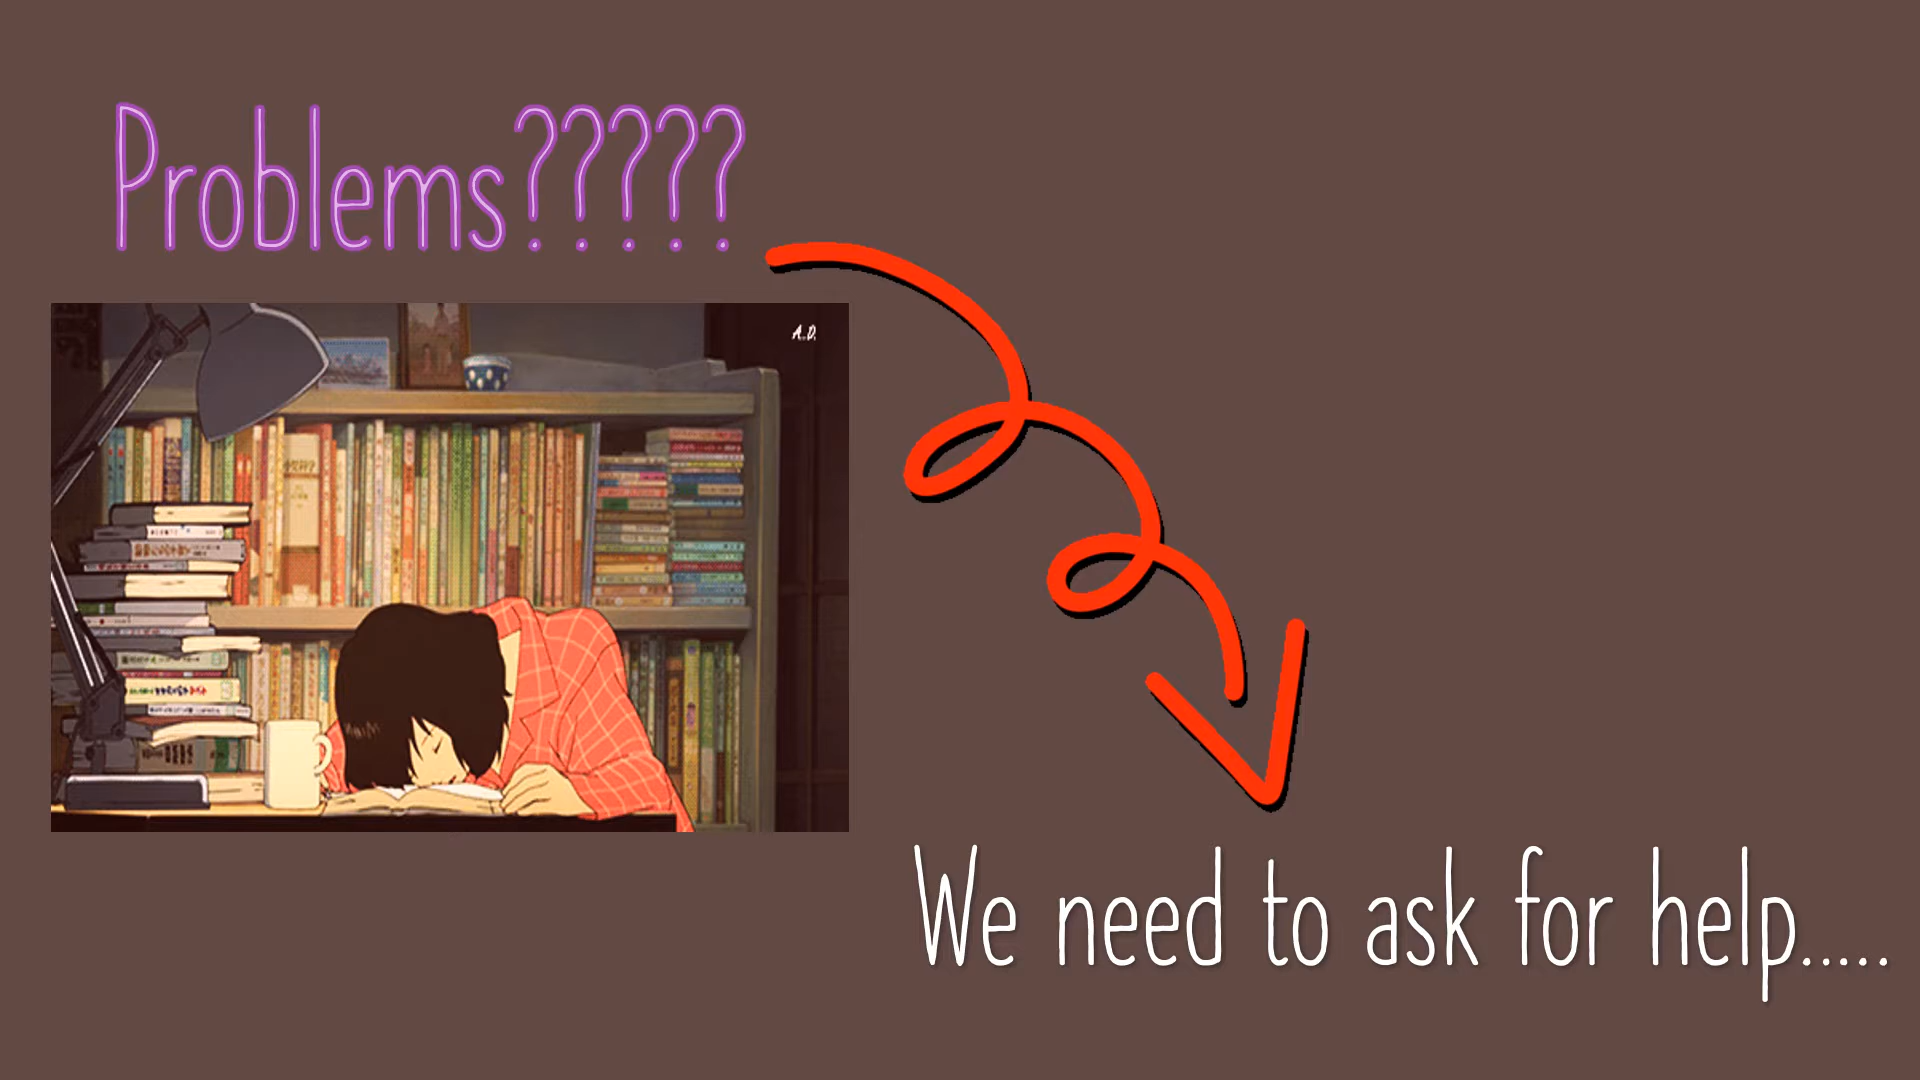 Problems?????
A.D.
We need to ask for help.....